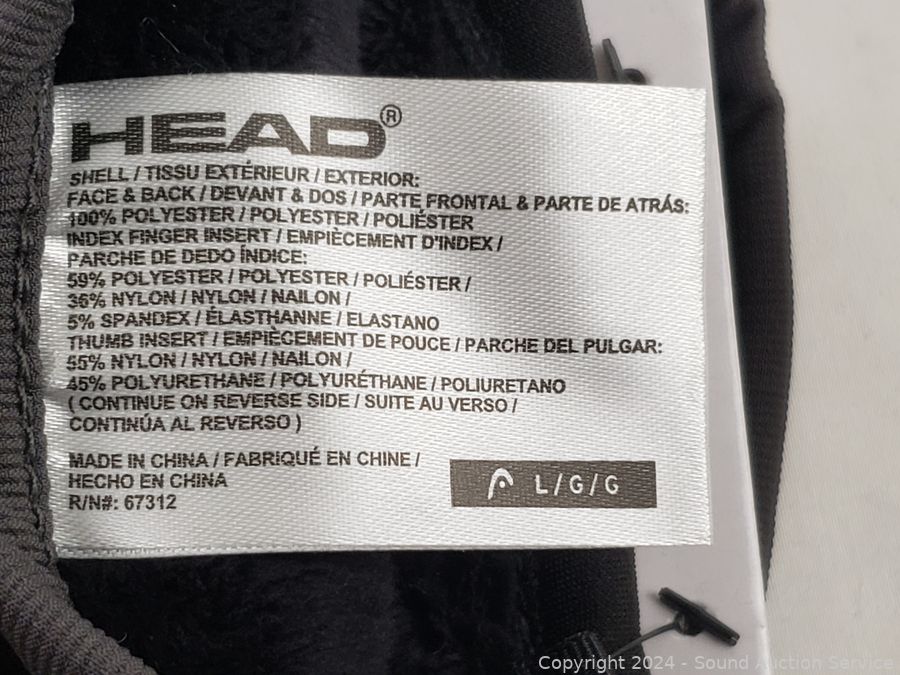 HEAD®
SHELL / TISSU EXTÉRIEUR / EXTERIOR:
FACE & BACK / DEVANT & DOS / PARTE FRONTAL & PARTE DE ATRÁS:
100% POLYESTER / POLYESTER / POLIÉSTER
INDEX FINGER INSERT / EMPIÈCEMENT D'INDEX /
PARCHE DE DEDO ÍNDICE:
59% POLYESTER / POLYESTER / POLIÉSTER /
36% NYLON / NYLON / NAILON /
5% SPANDEX / ÉLASTHANNE / ELASTANO
THUMB INSERT / EMPIÈCEMENT DE POUCE / PARCHE DEL PULGAR:
55% NYLON / NYLON / NAILON /
45% POLYURETHANE / POLYURÉTHANE / POLIURETANO
( CONTINUE ON REVERSE SIDE / SUITE AU VERSO /
CONTINÚA AL REVERSO )
MADE IN CHINA / FABRIQUÉ EN CHINE /
HECHO EN CHINA
R/N#: 67312
L/G/G
Copyright © 2024 - Sound Auction Service